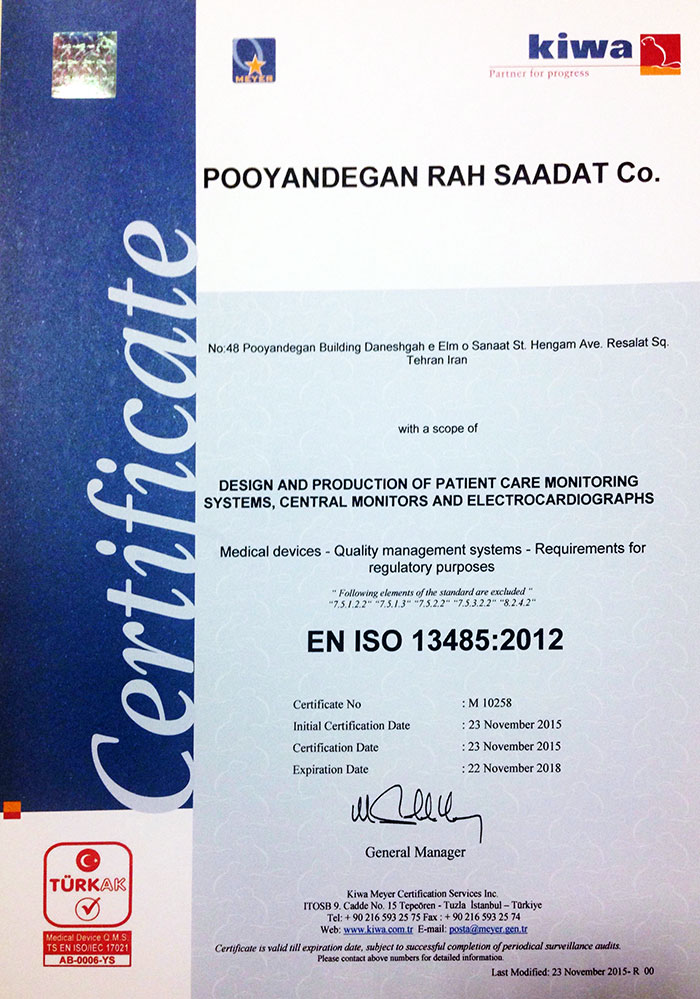 MEYER
kiwa
Partner for progress
POOYANDEGAN RAH SAADAT Co.
Certificate
No:48 Pooyandegan Building Daneshgah e Elm o Sanaat St. Hengam Ave. Resalat Sq.
Tehran Iran
with a scope of
DESIGN AND PRODUCTION OF PATIENT CARE MONITORING
SYSTEMS, CENTRAL MONITORS AND ELECTROCARDIOGRAPHS
Medical devices - Quality management systems - Requirements for
regulatory purposes
" Following elements of the standard are excluded "
"7.5.1.2.2" "7.5.1.3" "7.5.2.2" "7.5.3.2.2" "8.2.4.2"
EN ISO 13485:2012
Certificate No : M 10258
Initial Certification Date : 23 November 2015
Certification Date : 23 November 2015
Expiration Date : 22 November 2018
General Manager
TÜRKAK
Medical Device Q.M.S.
TS EN ISO/IEC 17021
AB-0006-YS
Kiwa Meyer Certification Services Inc.
ITOSB 9. Cadde No. 15 Tepeören - Tuzla İstanbul – Türkiye
Tel: + 90 216 593 25 75 Fax : + 90 216 593 25 74
Web: www.kiwa.com.tr E-mail: posta@meyer.gen.tr
Certificate is valid till expiration date, subject to successful completion of periodical surveillance audits.
Please contact above numbers for detailed information.
Last Modified: 23 November 2015- R 00